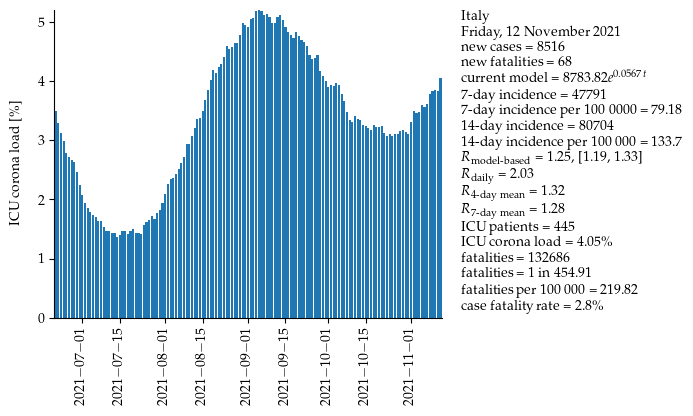 Italy
Friday, 12 November 2021
new cases = 8516
new fatalities = 68
current model = 8783.82e^0.0567 t
7-day incidence = 47791
7-day incidence per 100 0000 = 79.18
14-day incidence = 80704
14-day incidence per 100 000 = 133.7
R model-based = 1.25, [1.19, 1.33]
R daily = 2.03
R 4-day mean = 1.32
R 7-day mean = 1.28
ICU patients = 445
ICU corona load = 4.05%
fatalities = 132686
fatalities = 1 in 454.91
fatalities per 100 000 = 219.82
case fatality rate = 2.8%
ICU corona load [%]
5
4
3
2
1
0
2021−07−01
2021−07−15
2021−08−01
2021−08−15
2021−09−01
2021−09−15
2021−10−01
2021−10−15
2021−11−01